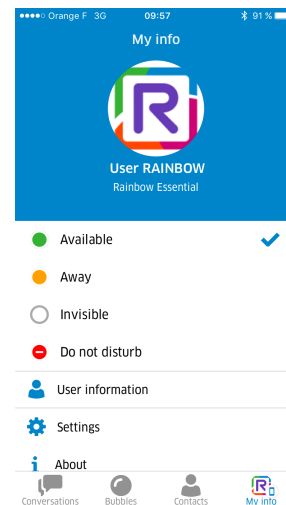 Orange F 3G 09:57 91 %
My info
R
User RAINBOW
Rainbow Essential
Available
Away
Invisible
Do not disturb
User information
Settings
About
Conversations Bubbles Contacts My info